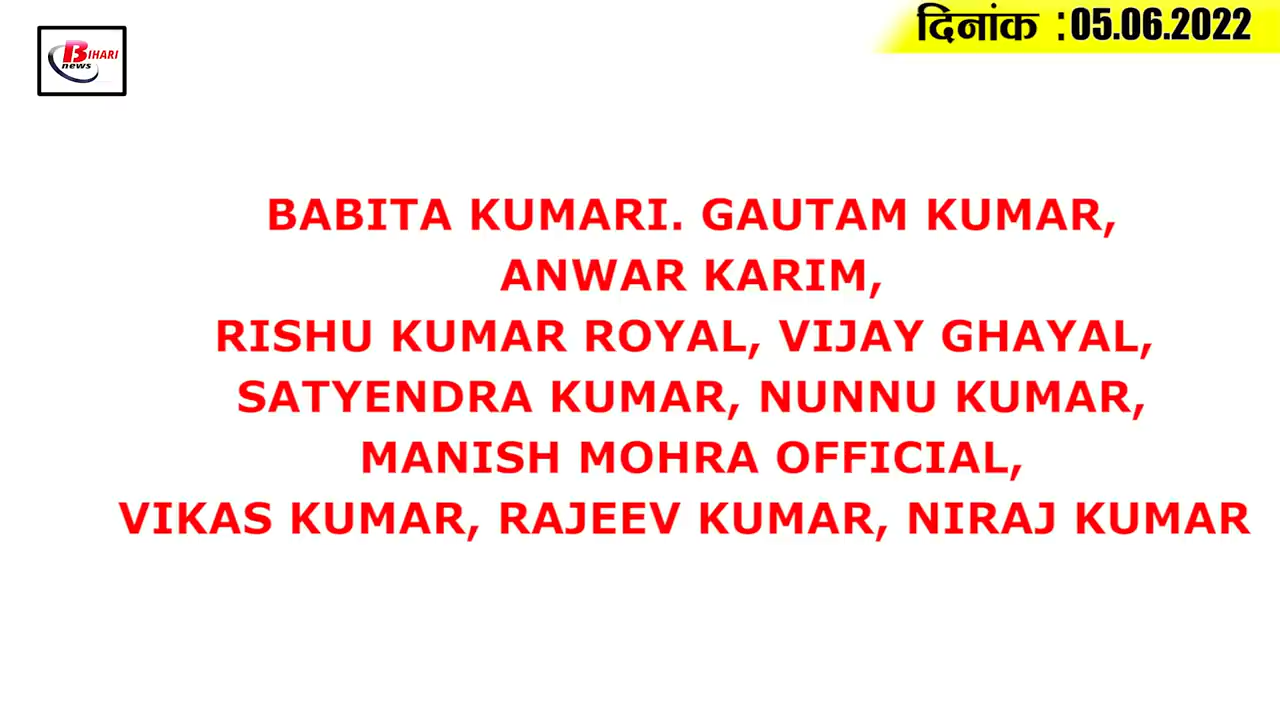 दिनांक :05.06.2022
BIHARI
news
BABITA KUMARI. GAUTAM KUMAR,
ANWAR KARIM,
RISHU KUMAR ROYAL, VIJAY GHAYAL,
SATYENDRA KUMAR, NUNNU KUMAR,
MANISH MOHRA OFFICIAL,
VIKAS KUMAR, RAJEEV KUMAR, NIRAJ KUMAR